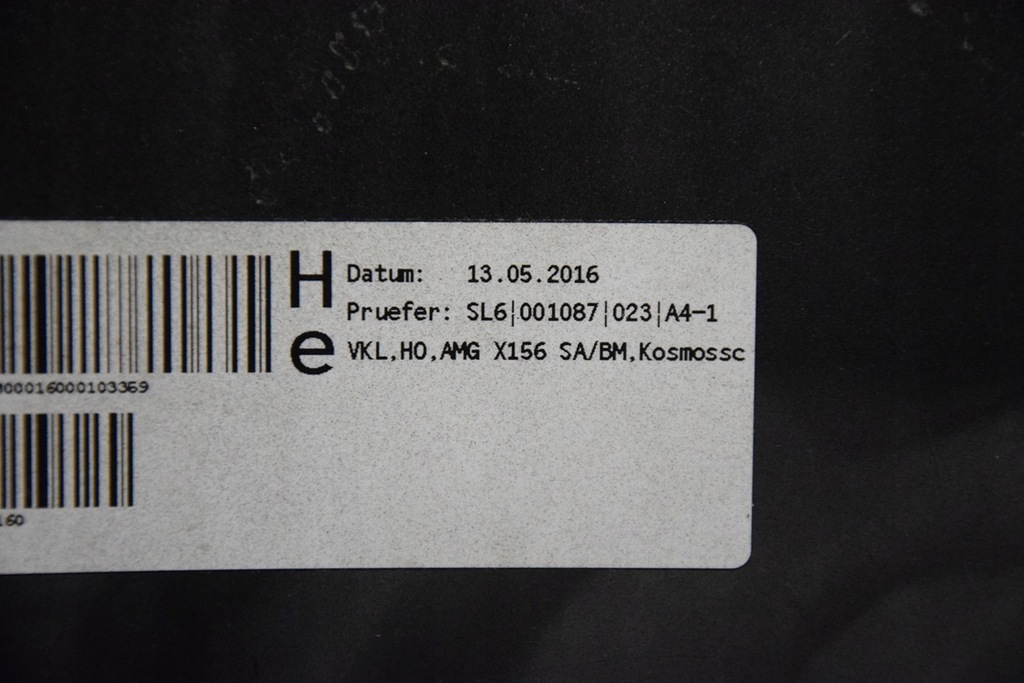 H
e
Datum: 13.05.2016
Pruefer: SL6|001087|023|A4-1
VKL,HO,AMG X156 SA/BM,Kosmossc
00016000103369
160